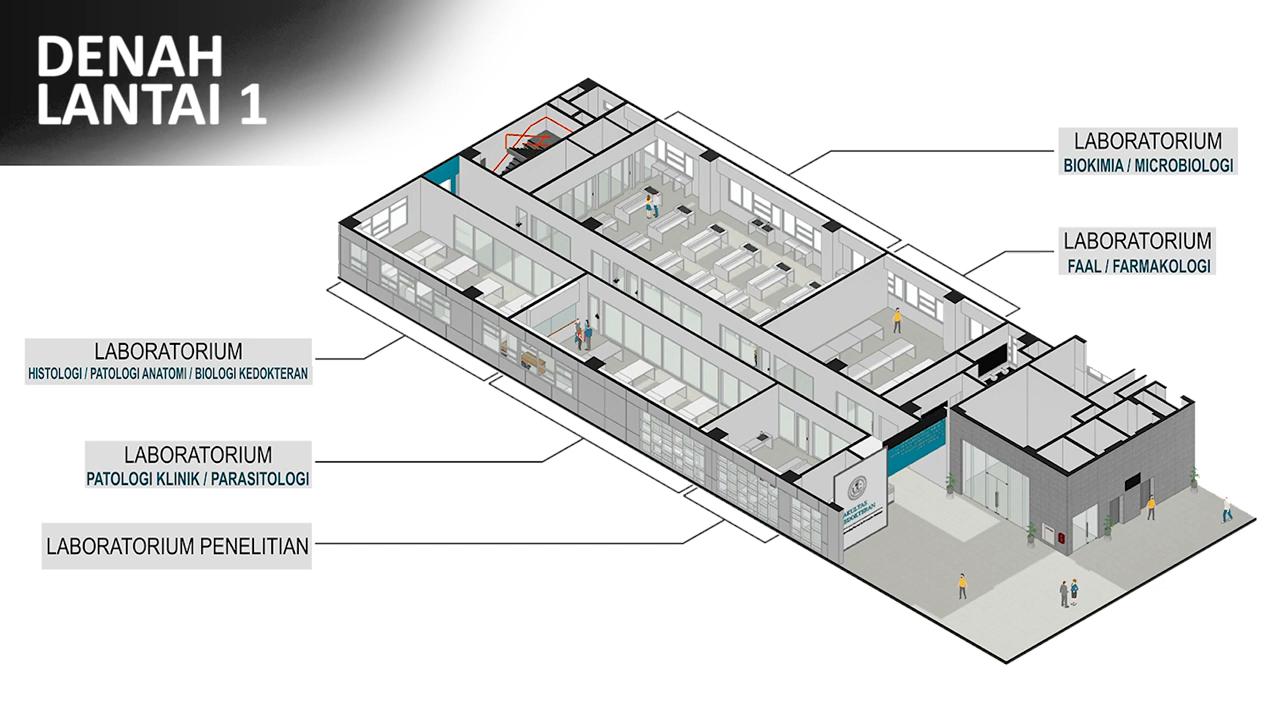 DENAH
LANTAI 1
LABORATORIUM
BIOKIMIA / MICROBIOLOGI
LABORATORIUM
FAAL / FARMAKOLOGI
LABORATORIUM
HISTOLOGI / PATOLOGI ANATOMI / BIOLOGI KEDOKTERAN
LABORATORIUM
PATOLOGI KLINIK / PARASITOLOGI
LABORATORIUM PENELITIAN